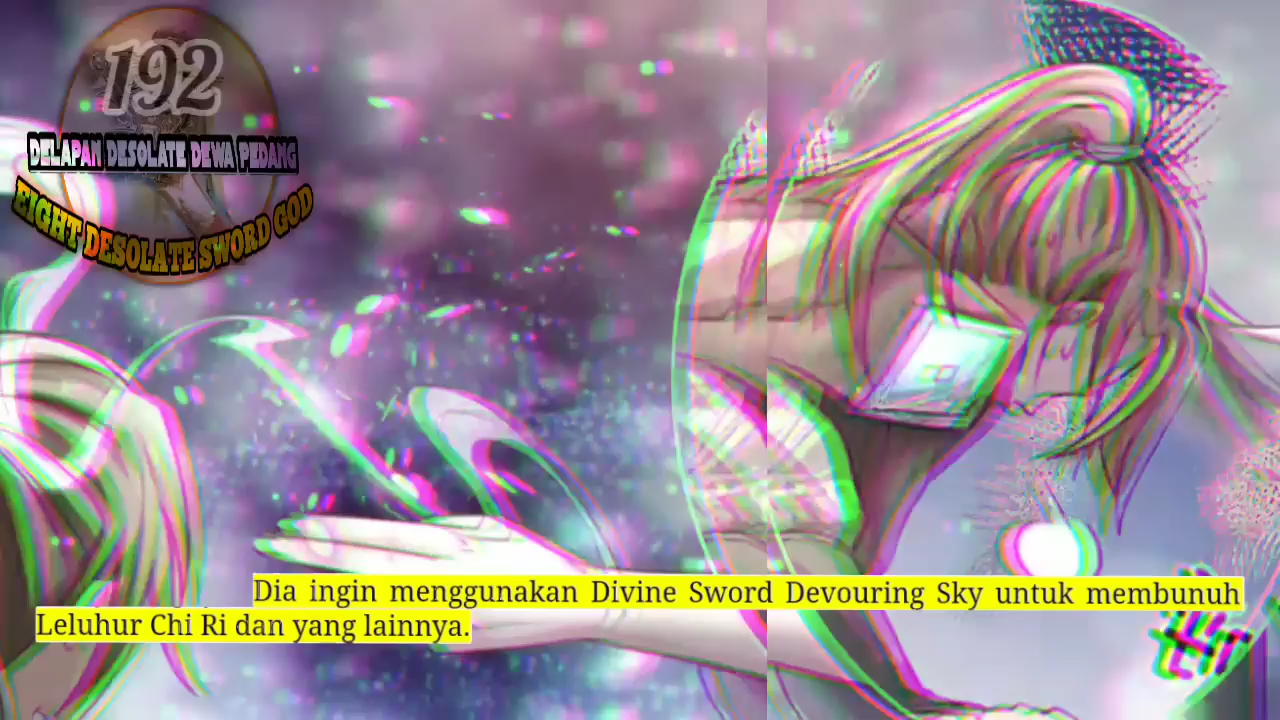 192
DELAPAN DESOLATE DEWA PEDANG
EIGHT DESOLATE SWORD GOD
Dia ingin menggunakan Divine Sword Devouring Sky untuk membunuh
Leluhur Chi Ri dan yang lainnya.